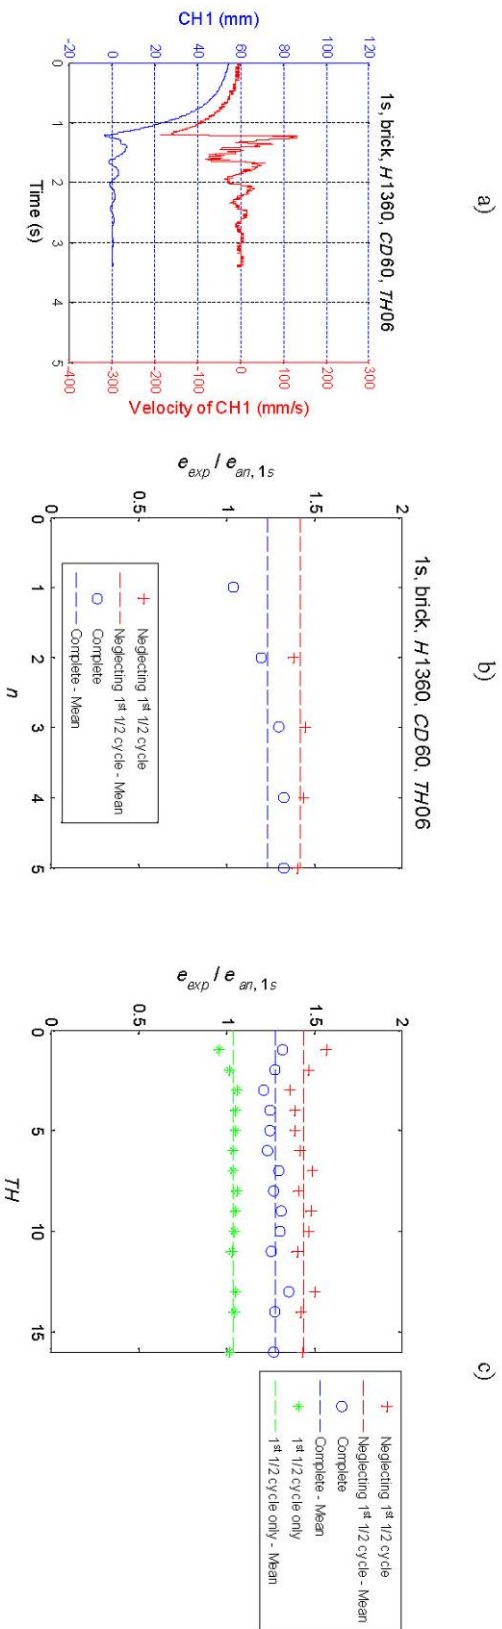 a)
1s, brick, H1360, CD60, TH06
CH1 (mm)
-20 0 20 40 60 80 100 120
0 1 2 3 4 5
Time (s)
-400 -300 -200 -100 0 100 200 300
Velocity of CH1 (mm/s)
b)
1s, brick, H1360, CD60, TH06
e exp / e an, 1s
0 0.5 1 1.5 2
0 1 2 3 4 5
n
Neglecting 1st 1/2 cycle
Neglecting 1st 1/2 cycle - Mean
Complete
Complete - Mean
c)
e exp / e an, 1s
0 0.5 1 1.5 2
0 5 10 15
TH
Neglecting 1st 1/2 cycle
Neglecting 1st 1/2 cycle - Mean
Complete
Complete - Mean
1st 1/2 cycle only
1st 1/2 cycle only - Mean